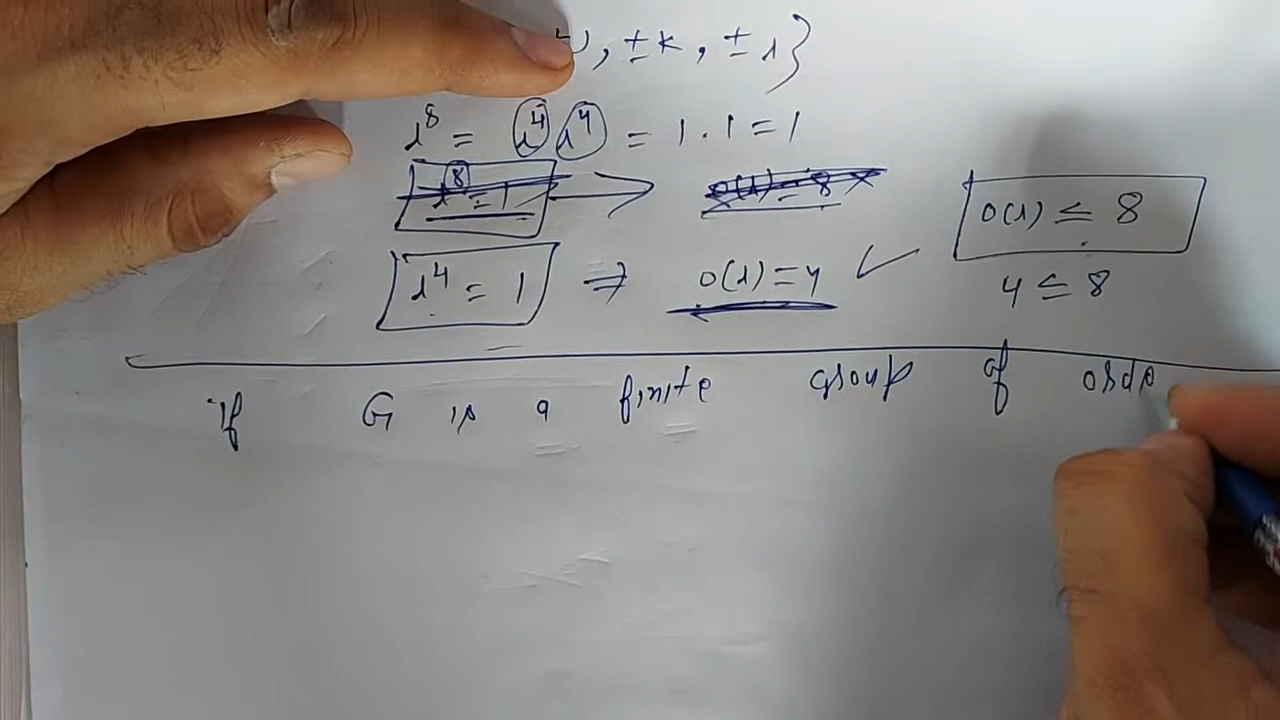 , ±k, ±i}
i⁸ = i⁴ i⁴ = 1 . 1 = 1
i⁸ = 1 → o(i) = 8
o(i) ≤ 8
i⁴ = 1 ⇒ o(i) = 4 ✓
4 ≤ 8
if G is a finite group of orde